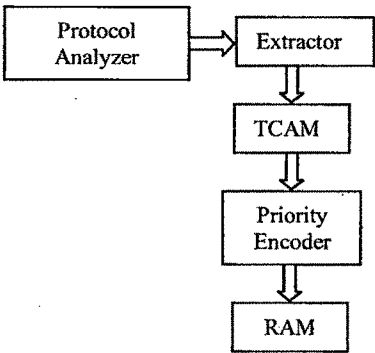 Protocol
Analyzer
Extractor
TCAM
Priority
Encoder
RAM